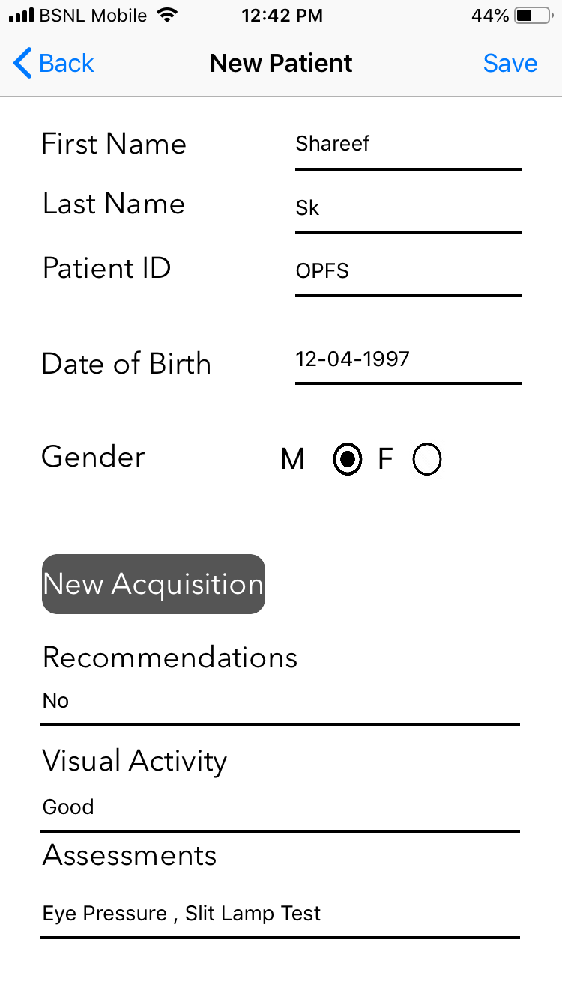 BSNL Mobile 12:42 PM 44%
Back New Patient Save
First Name Shareef
Last Name Sk
Patient ID OPFS
Date of Birth 12-04-1997
Gender M F
New Acquisition
Recommendations
No
Visual Activity
Good
Assessments
Eye Pressure , Slit Lamp Test